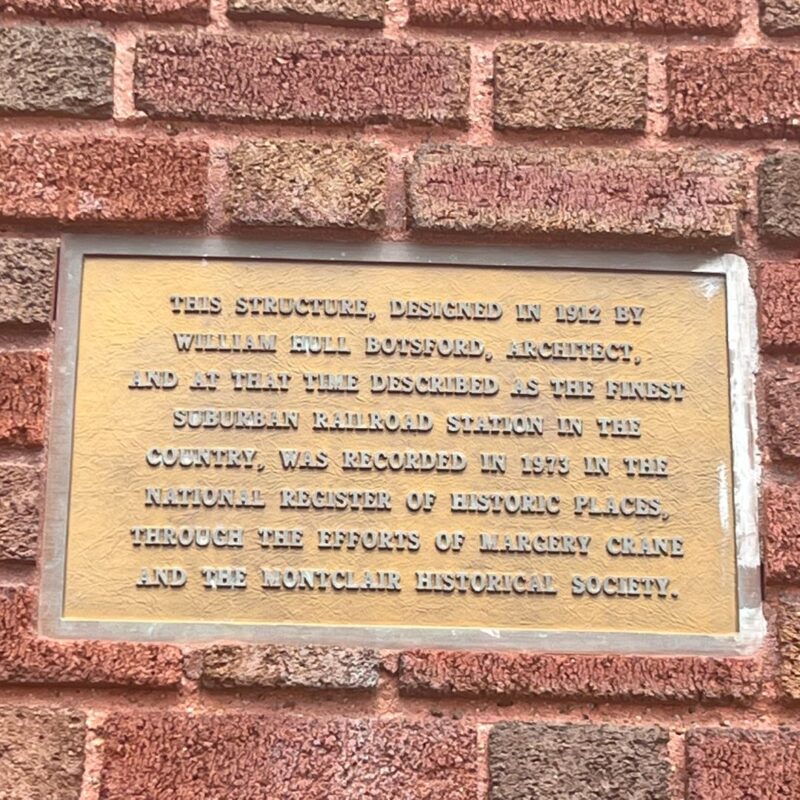 THIS STRUCTURE, DESIGNED IN 1912 BY
WILLIAM HULL BOTSFORD, ARCHITECT,
AND AT THAT TIME DESCRIBED AS THE FINEST
SUBURBAN RAILROAD STATION IN THE
COUNTRY, WAS RECORDED IN 1973 IN THE
NATIONAL REGISTER OF HISTORIC PLACES,
THROUGH THE EFFORTS OF MARGERY CRANE
AND THE MONTCLAIR HISTORICAL SOCIETY.